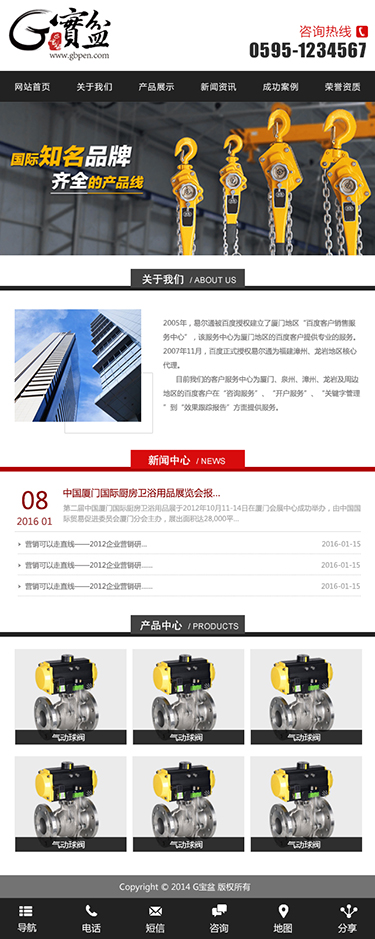 G寶盆
www.gbpen.com
咨询热线
0595-1234567
网站首页 关于我们 产品展示 新闻资讯 成功案例 荣誉资质
国际知名品牌
齐全的产品线
关于我们 / ABOUT US
2005年，易尔通被百度授权建立了厦门地区“百度客户销售服
务中心”，该服务中心为厦门地区的百度客户提供专业的服务。
2007年11月，百度正式授权易尔通为福建漳州、龙岩地区核心
代理。
目前我们的客户服务中心为厦门、泉州、漳州、龙岩及周边
地区的百度客户在“咨询服务”、“开户服务”、“关键字管理
”到“效果跟踪报告”方面提供服务。
新闻中心 / NEWS
08
2016 01
中国厦门国际厨房卫浴用品展览会报...
第二届中国厦门国际厨房卫浴用品展于2012年10月11-14日在厦门会展中心成功举办，由中国国
际贸易促进委员会厦门分会主办，展出面积达28,000平...
营销可以走直线——2012企业营销研... 2016-01-15
营销可以走直线——2012企业营销研...... 2016-01-15
营销可以走直线——2012企业营销研...... 2016-01-15
产品中心 / PRODUCTS
气动球阀 气动球阀 气动球阀
气动球阀 气动球阀 气动球阀
Copyright © 2014 G宝盆 版权所有
导航 电话 短信 咨询 地图 分享